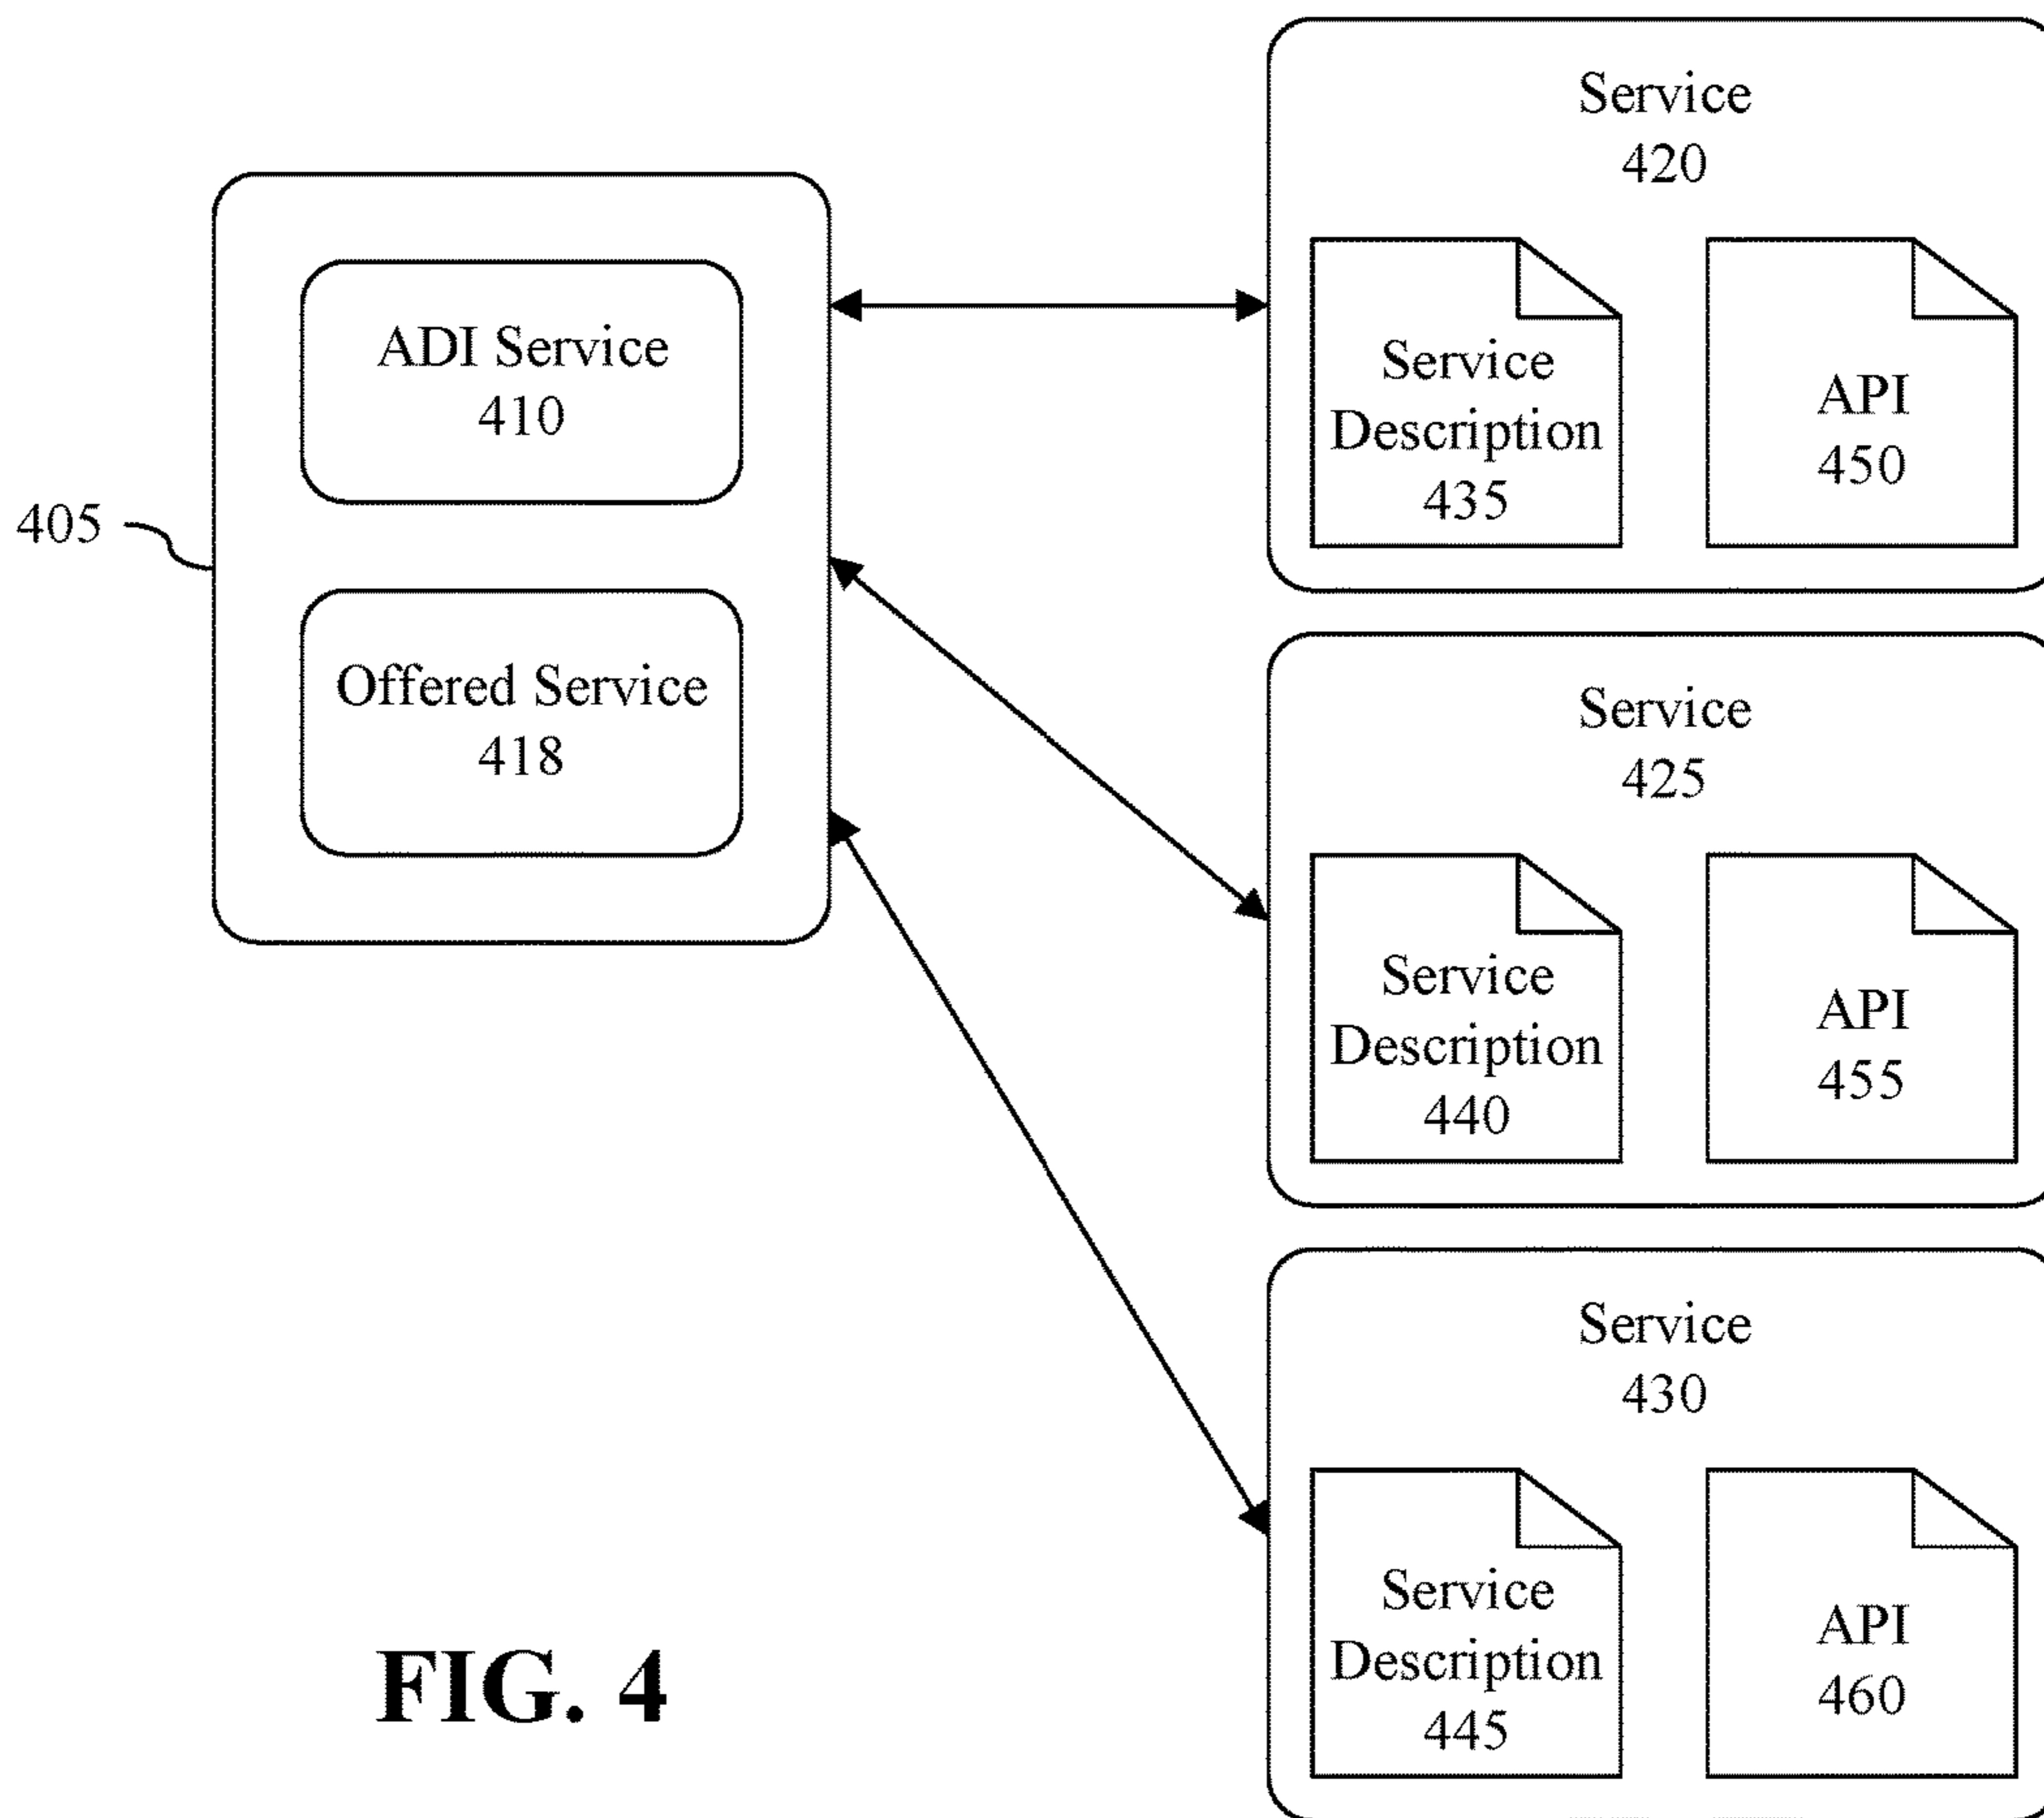 405
ADI Service
410
Offered Service
418
Service
420
Service
Description
435
API
450
Service
425
Service
Description
440
API
455
Service
430
Service
Description
445
API
460
FIG. 4